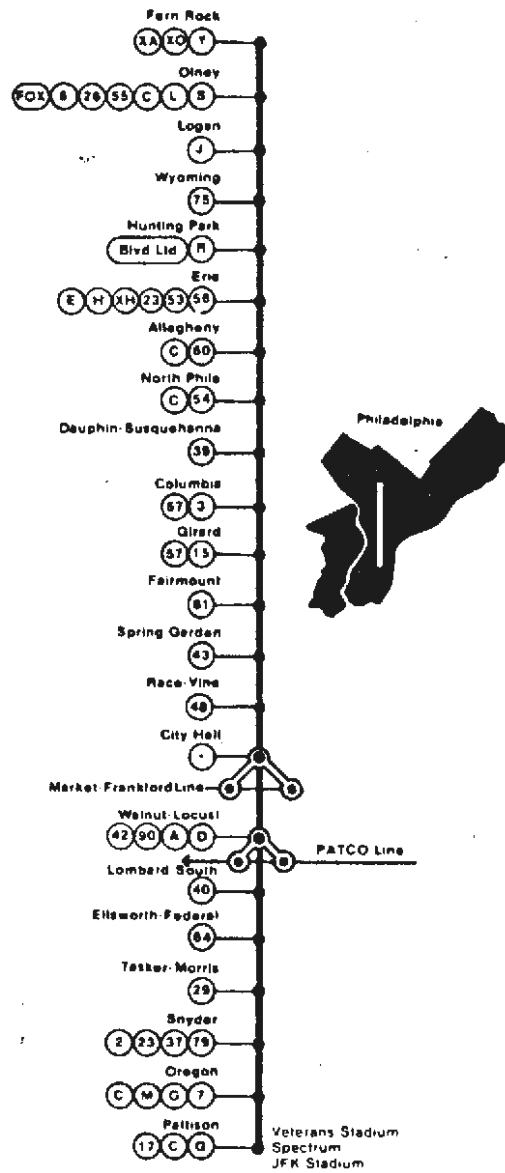 Fern Rock
XA XO Y
Olney
FOX 6 26 55 C L S
Logan
J
Wyoming
75
Hunting Park
Blvd Ltd R
Erie
E H XH 23 53 56
Allegheny
C 60
North Phila
C 54
Dauphin-Susquehanna
39
Philadelphia
Columbia
57 3
Girard
57 15
Fairmount
61
Spring Garden
43
Race-Vine
48
City Hall
Market-Frankford Line
Walnut-Locust
42 90 A D
PATCO Line
Lombard South
40
Ellsworth-Federal
64
Tasker-Morris
29
Snyder
2 23 37 79
Oregon
C M G 7
Pattison
17 C G
Veterans Stadium
Spectrum
JFK Stadium